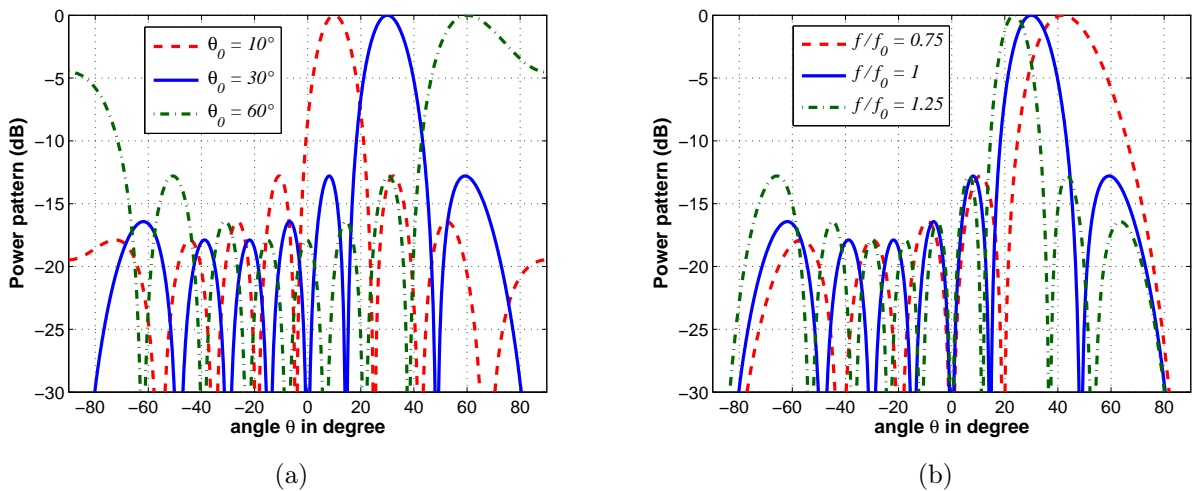 0
−5
−10
−15
−20
−25
−30
Power pattern (dB)
θ0 = 10°
θ0 = 30°
θ0 = 60°
−80 −60 −40 −20 0 20 40 60 80
angle θ in degree
(a)
0
−5
−10
−15
−20
−25
−30
Power pattern (dB)
f/f0 = 0.75
f/f0 = 1
f/f0 = 1.25
−80 −60 −40 −20 0 20 40 60 80
angle θ in degree
(b)